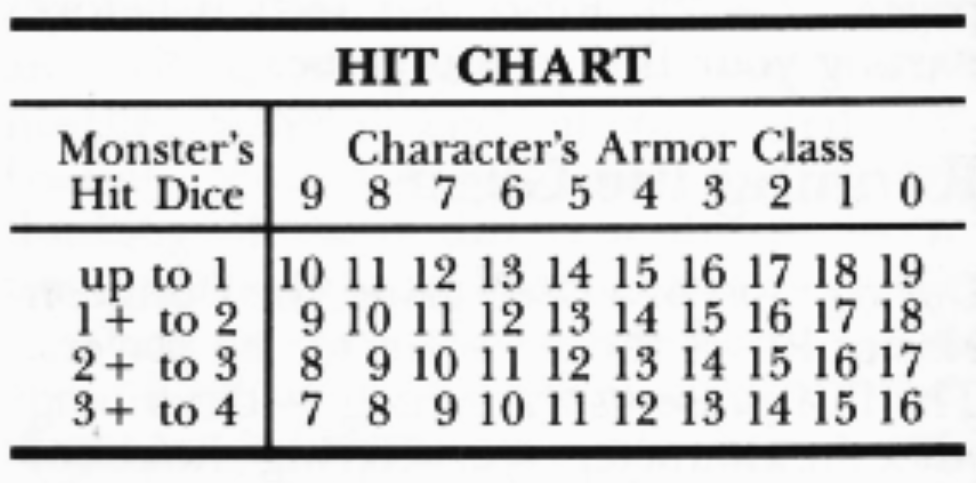 HIT CHART
Monster's Character's Armor Class
Hit Dice 9 8 7 6 5 4 3 2 1 0
up to 1 10 11 12 13 14 15 16 17 18 19
1+ to 2 9 10 11 12 13 14 15 16 17 18
2+ to 3 8 9 10 11 12 13 14 15 16 17
3+ to 4 7 8 9 10 11 12 13 14 15 16